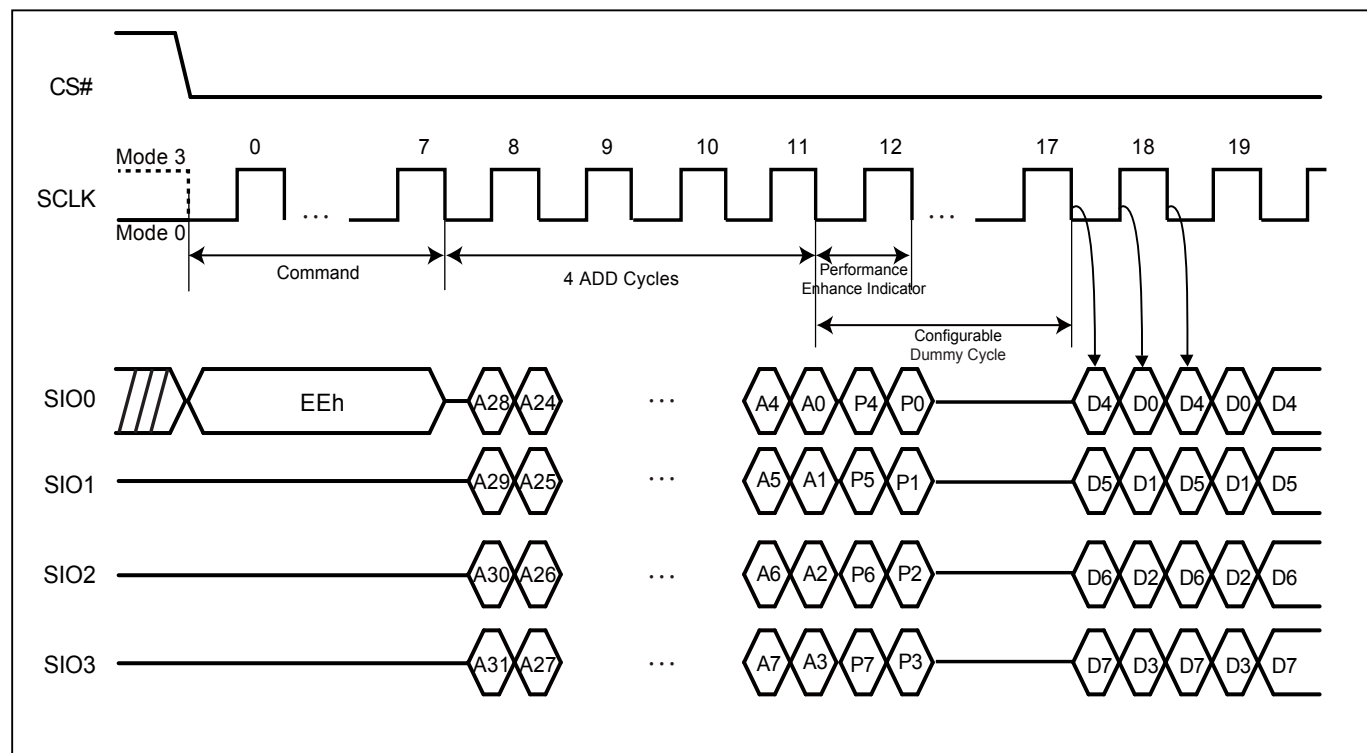 CS#
0 7 8 9 10 11 12 17 18 19
Mode 3
SCLK
...
...
Mode 0
Command
4 ADD Cycles
Performance
Enhance Indicator
Configurable
Dummy Cycle
SIO0 EEh A28 A24 ... A4 A0 P4 P0 D4 D0 D4 D0 D4
SIO1 A29 A25 ... A5 A1 P5 P1 D5 D1 D5 D1 D5
SIO2 A30 A26 ... A6 A2 P6 P2 D6 D2 D6 D2 D6
SIO3 A31 A27 ... A7 A3 P7 P3 D7 D3 D7 D3 D7